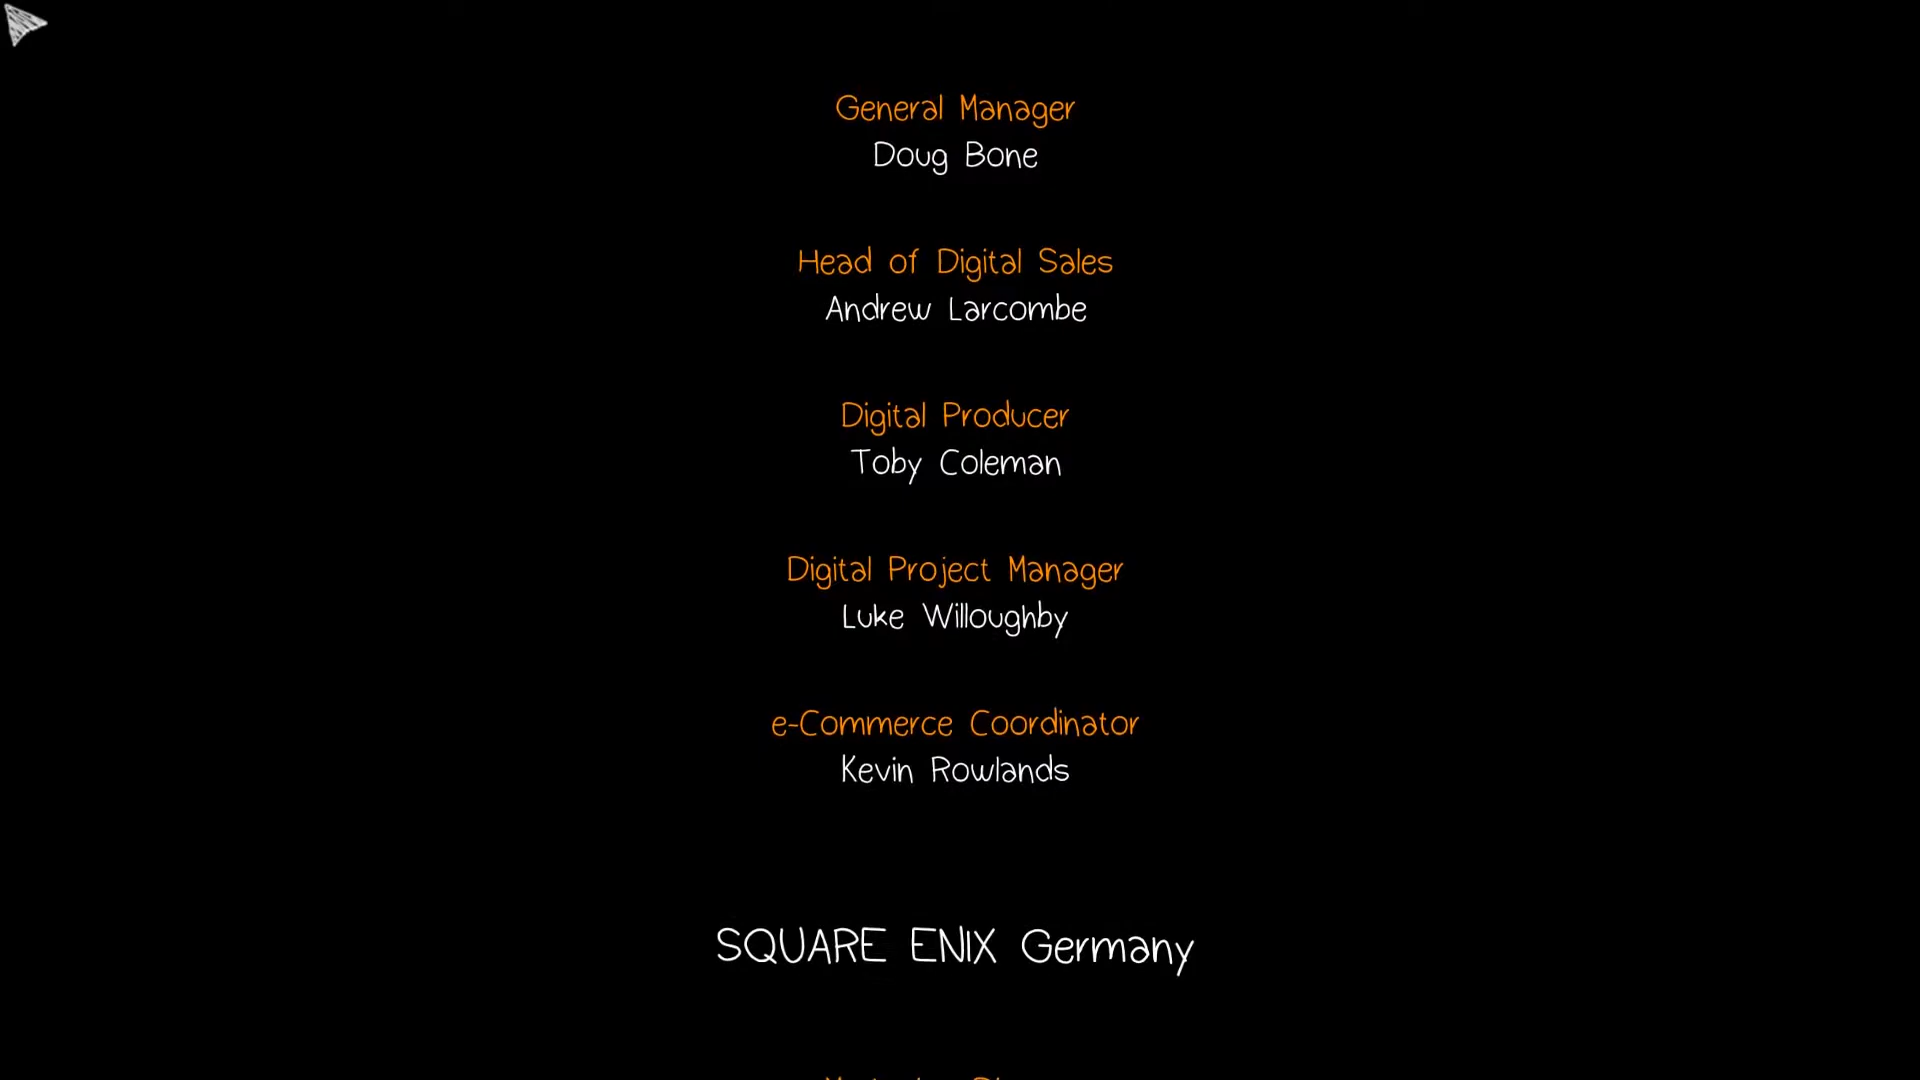 General Manager
Doug Bone
Head of Digital Sales
Andrew Larcombe
Digital Producer
Toby Coleman
Digital Project Manager
Luke Willoughby
e-Commerce Coordinator
Kevin Rowlands
SQUARE ENIX Germany